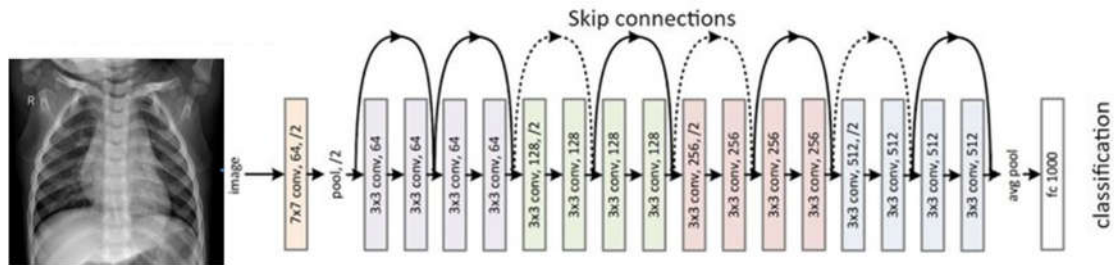 Skip connections
R
image
7x7 conv, 64, /2
pool, /2
3x3 conv, 64
3x3 conv, 64
3x3 conv, 64
3x3 conv, 64
3x3 conv, 128, /2
3x3 conv, 128
3x3 conv, 128
3x3 conv, 128
3x3 conv, 256, /2
3x3 conv, 256
3x3 conv, 256
3x3 conv, 256
3x3 conv, 512, /2
3x3 conv, 512
3x3 conv, 512
3x3 conv, 512
avg pool
fc 1000
classification